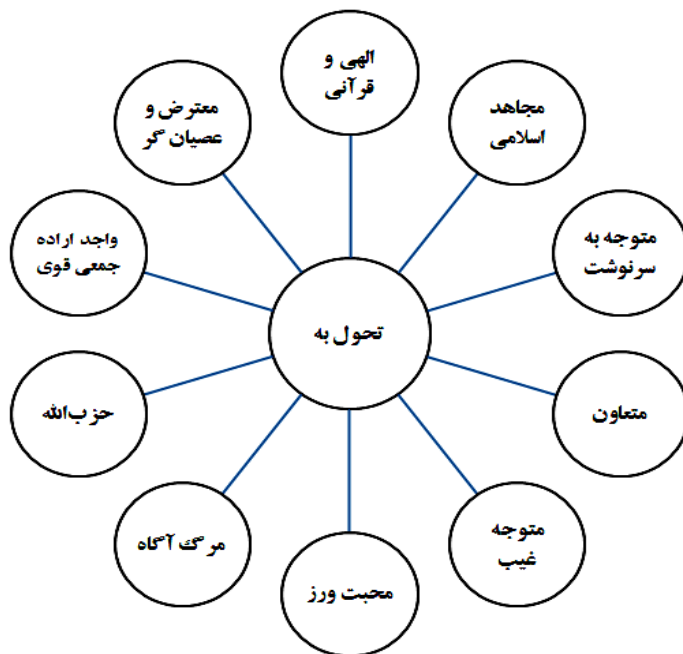 الهی و
قرآنی
مجاهد
اسلامی
متوجه به
سرنوشت
متعاون
متوجه
غیب
محبت ورز
مرگ آگاه
حزب‌الله
واجد اراده
جمعی قوی
معترض و
عصیان گر
تحول به